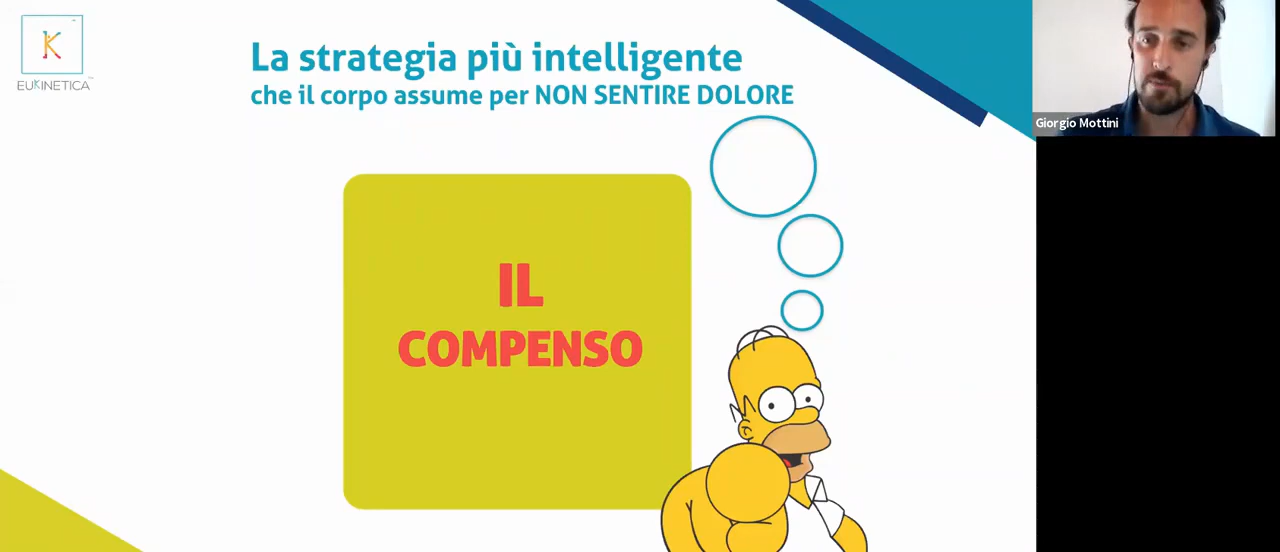 K
EUKINETICA
La strategia più intelligente
che il corpo assume per NON SENTIRE DOLORE
Giorgio Mottini
IL
COMPENSO